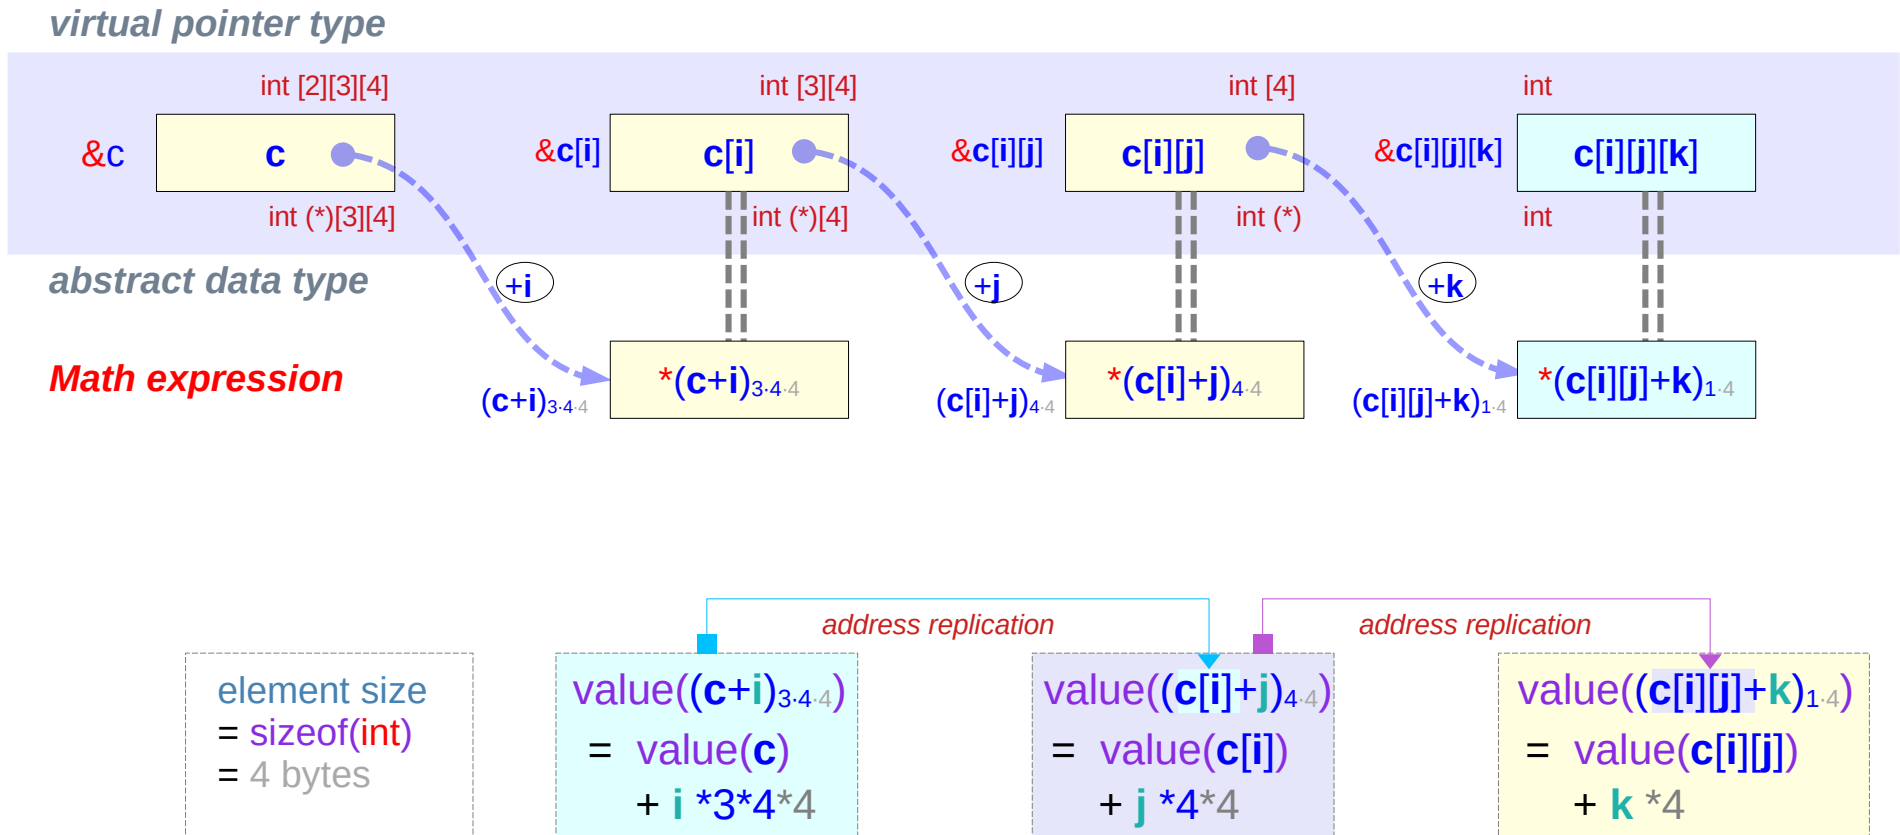 virtual pointer type
int [2][3][4] int [3][4] int [4] int
&c c &c[i] c[i] &c[i][j] c[i][j] &c[i][j][k] c[i][j][k]
int (*)[3][4] int (*)[4] int (*) int
abstract data type +i +j +k
Math expression
*(c+i)3·4·4 *(c[i]+j)4·4 *(c[i][j]+k)1·4
(c+i)3·4·4 (c[i]+j)4·4 (c[i][j]+k)1·4
address replication address replication
element size
= sizeof(int)
= 4 bytes
value((c+i)3·4·4)
= value(c)
+ i *3*4*4
value((c[i]+j)4·4)
= value(c[i])
+ j *4*4
value((c[i][j]+k)1·4)
= value(c[i][j])
+ k *4